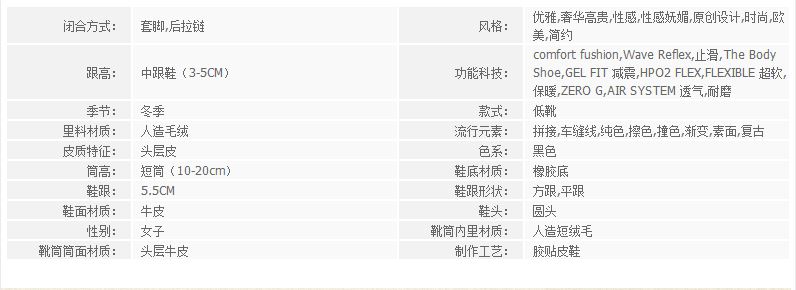 闭合方式： 套脚,后拉链 风格： 优雅,奢华高贵,性感,性感妩媚,原创设计,时尚,欧
美,简约
跟高： 中跟鞋（3-5CM） 功能科技： comfort fushion,Wave Reflex,止滑,The Body
Shoe,GEL FIT 减震,HPO2 FLEX,FLEXIBLE 超软,
保暖,ZERO G,AIR SYSTEM 透气,耐磨
季节： 冬季 款式： 低靴
里料材质： 人造毛绒 流行元素： 拼接,车缝线,纯色,擦色,撞色,渐变,素面,复古
皮质特征： 头层皮 色系： 黑色
筒高： 短筒（10-20cm） 鞋底材质： 橡胶底
鞋跟： 5.5CM 鞋跟形状： 方跟,平跟
鞋面材质： 牛皮 鞋头： 圆头
性别： 女子 靴筒内里材质： 人造短绒毛
靴筒筒面材质： 头层牛皮 制作工艺： 胶贴皮鞋